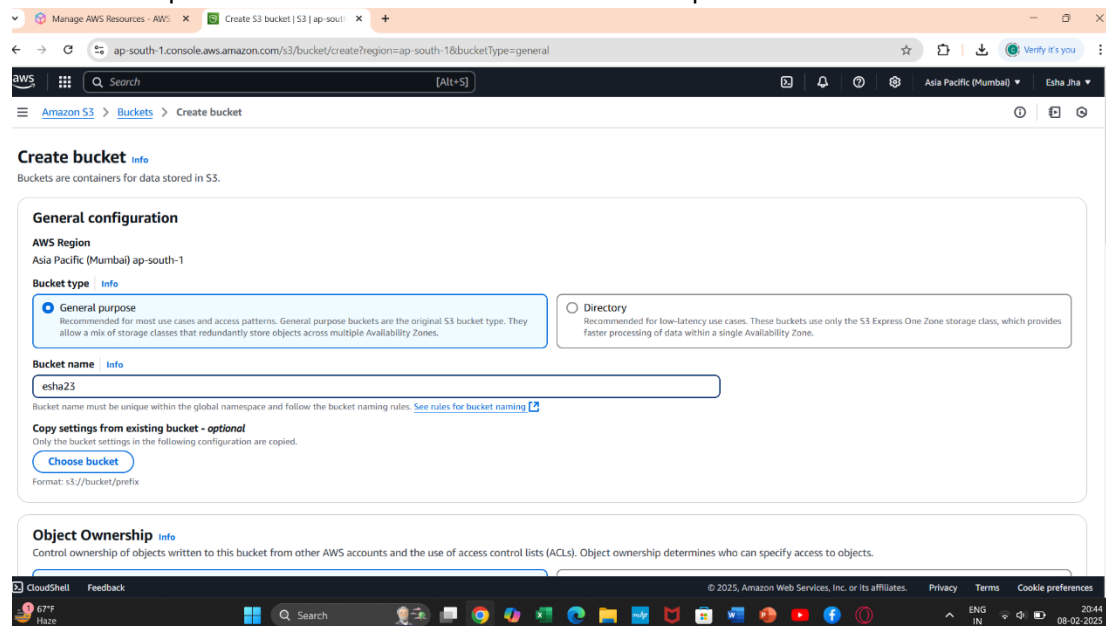 Manage AWS Resources - AWS
Create S3 bucket | S3 | ap-sout
ap-south-1.console.aws.amazon.com/s3/bucket/create?region=ap-south-1&bucketType=general
Verify it's you
aws
Search
[Alt+S]
Asia Pacific (Mumbai)
Esha Jha
Amazon S3 > Buckets > Create bucket
Create bucket Info
Buckets are containers for data stored in S3.
General configuration
AWS Region
Asia Pacific (Mumbai) ap-south-1
Bucket type Info
General purpose
Recommended for most use cases and access patterns. General purpose buckets are the original S3 bucket type. They
allow a mix of storage classes that redundantly store objects across multiple Availability Zones.
Directory
Recommended for low-latency use cases. These buckets use only the S3 Express One Zone storage class, which provides
faster processing of data within a single Availability Zone.
Bucket name Info
esha23
Bucket name must be unique within the global namespace and follow the bucket naming rules. See rules for bucket naming
Copy settings from existing bucket - optional
Only the bucket settings in the following configuration are copied.
Choose bucket
Format: s3://bucket/prefix
Object Ownership Info
Control ownership of objects written to this bucket from other AWS accounts and the use of access control lists (ACLs). Object ownership determines who can specify access to objects.
CloudShell Feedback
© 2025, Amazon Web Services, Inc. or its affiliates. Privacy Terms Cookie preferences
1
67°F
Haze
Search
ENG
IN
20:44
08-02-2025